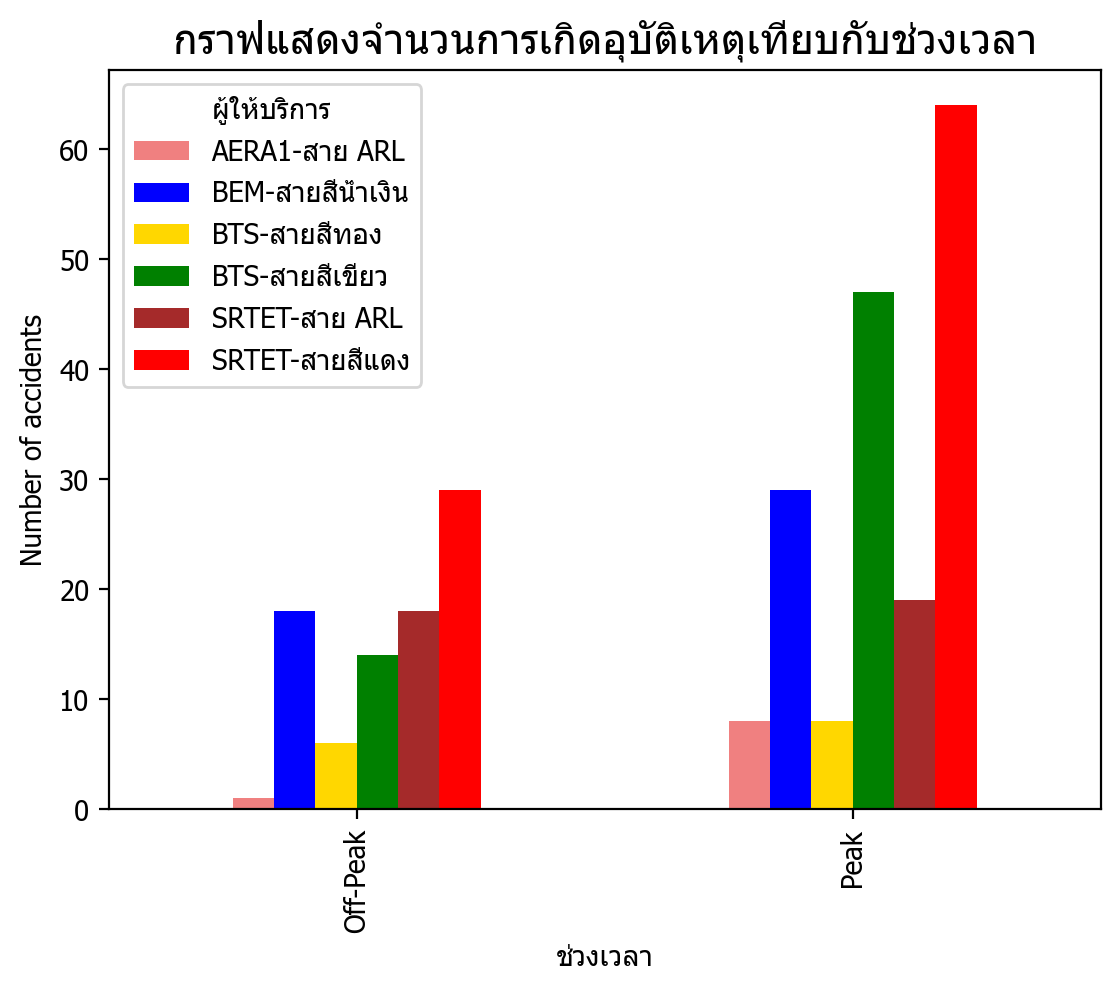 กราฟแสดงจำนวนการเกิดอุบัติเหตุเทียบกับช่วงเวลา
ผู้ให้บริการ
AERA1-สาย ARL
BEM-สายสีน้ำเงิน
BTS-สายสีทอง
BTS-สายสีเขียว
SRTET-สาย ARL
SRTET-สายสีแดง
Number of accidents
60
50
40
30
20
10
0
Off-Peak
Peak
ช่วงเวลา